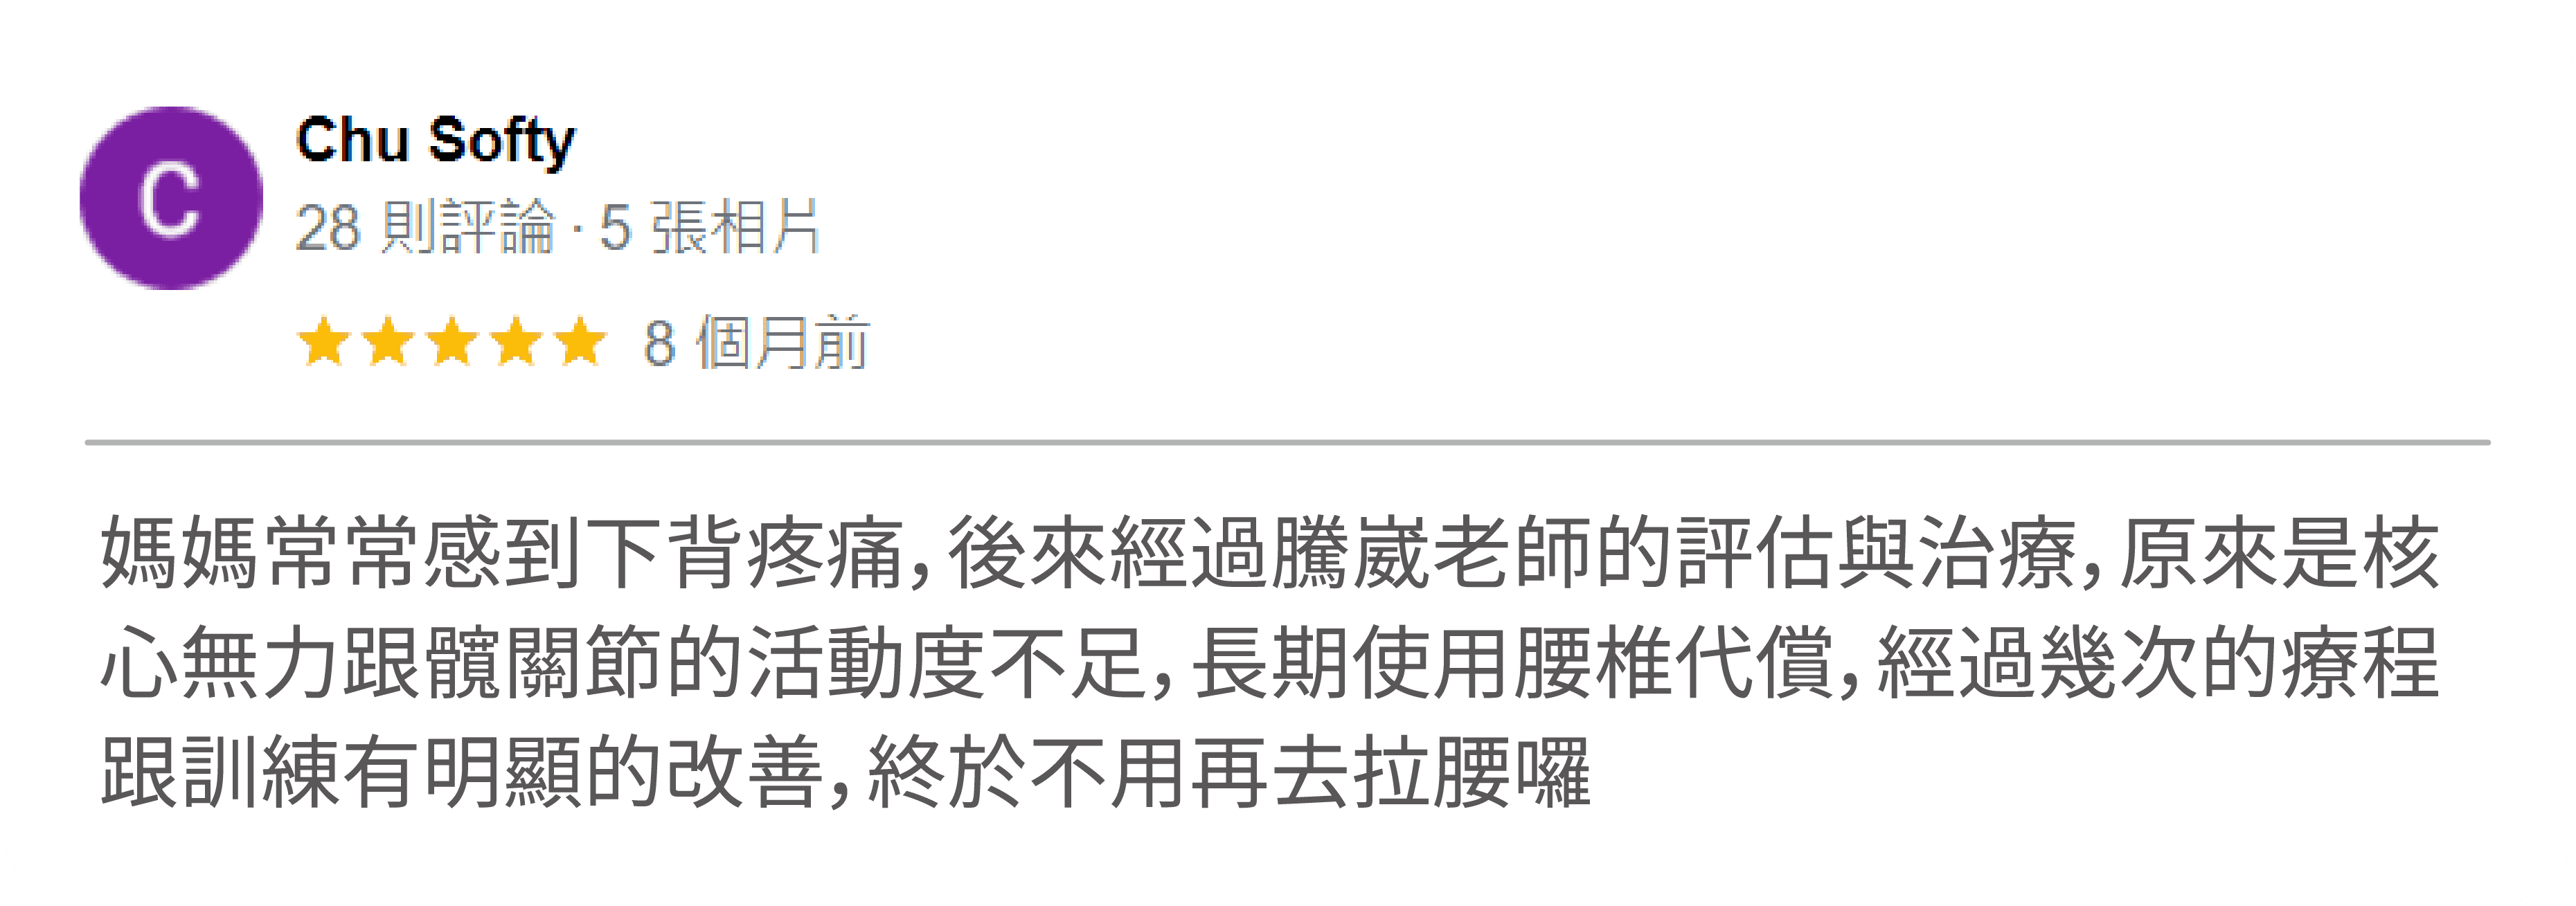 C
Chu Softy
28 則評論 · 5 張相片
8 個月前
媽媽常常感到下背疼痛，後來經過騰崴老師的評估與治療，原來是核
心無力跟髖關節的活動度不足，長期使用腰椎代償，經過幾次的療程
跟訓練有明顯的改善，終於不用再去拉腰囉